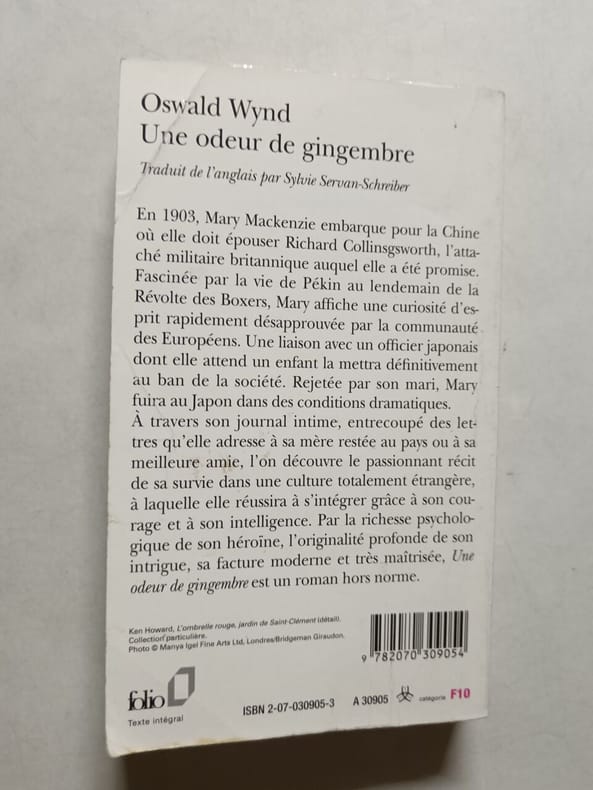 Oswald Wynd
Une odeur de gingembre
Traduit de l'anglais par Sylvie Servan-Schreiber
En 1903, Mary Mackenzie embarque pour la Chine
où elle doit épouser Richard Collinsgsworth, l'atta-
ché militaire britannique auquel elle a été promise.
Fascinée par la vie de Pékin au lendemain de la
Révolte des Boxers, Mary affiche une curiosité d'es-
prit rapidement désapprouvée par la communauté
des Européens. Une liaison avec un officier japonais
dont elle attend un enfant la mettra définitivement
au ban de la société. Rejetée par son mari, Mary
fuira au Japon dans des conditions dramatiques.
À travers son journal intime, entrecoupé des let-
tres qu'elle adresse à sa mère restée au pays ou à sa
meilleure amie, l'on découvre le passionnant récit
de sa survie dans une culture totalement étrangère,
à laquelle elle réussira à s'intégrer grâce à son cou-
rage et à son intelligence. Par la richesse psycholo-
gique de son héroïne, l'originalité profonde de son
intrigue, sa facture moderne et très maîtrisée, Une
odeur de gingembre est un roman hors norme.
Ken Howard, L'ombrelle rouge, jardin de Saint-Clément (détail).
Collection particulière.
Photo © Manya Igel Fine Arts Ltd, Londres/Bridgeman Giraudon.
9 782070 309054
folio
Texte intégral
ISBN 2-07-030905-3 A 30905 catégorie F10